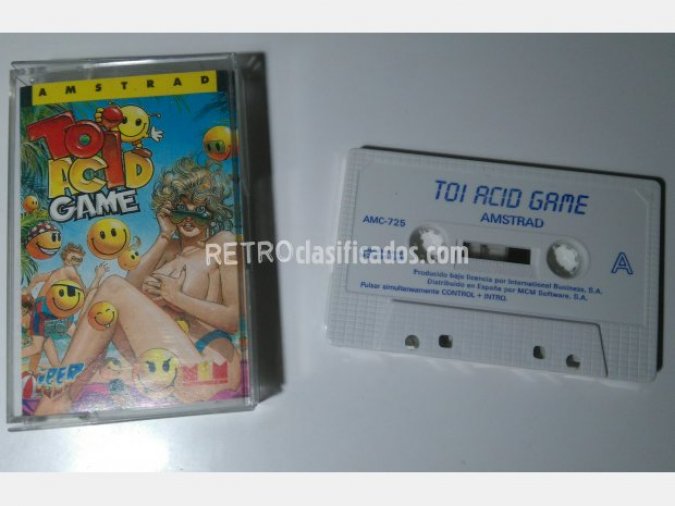 AMSTRAD
TOI
ACID
GAME
MCM
TOI ACID GAME
AMC-725
AMSTRAD
A
Producido bajo licencia por International Business, S.A.
Distribuido en España por MCM Software, S.A.
Pulsar simultaneamente CONTROL + INTRO.
RETROclasificados.com